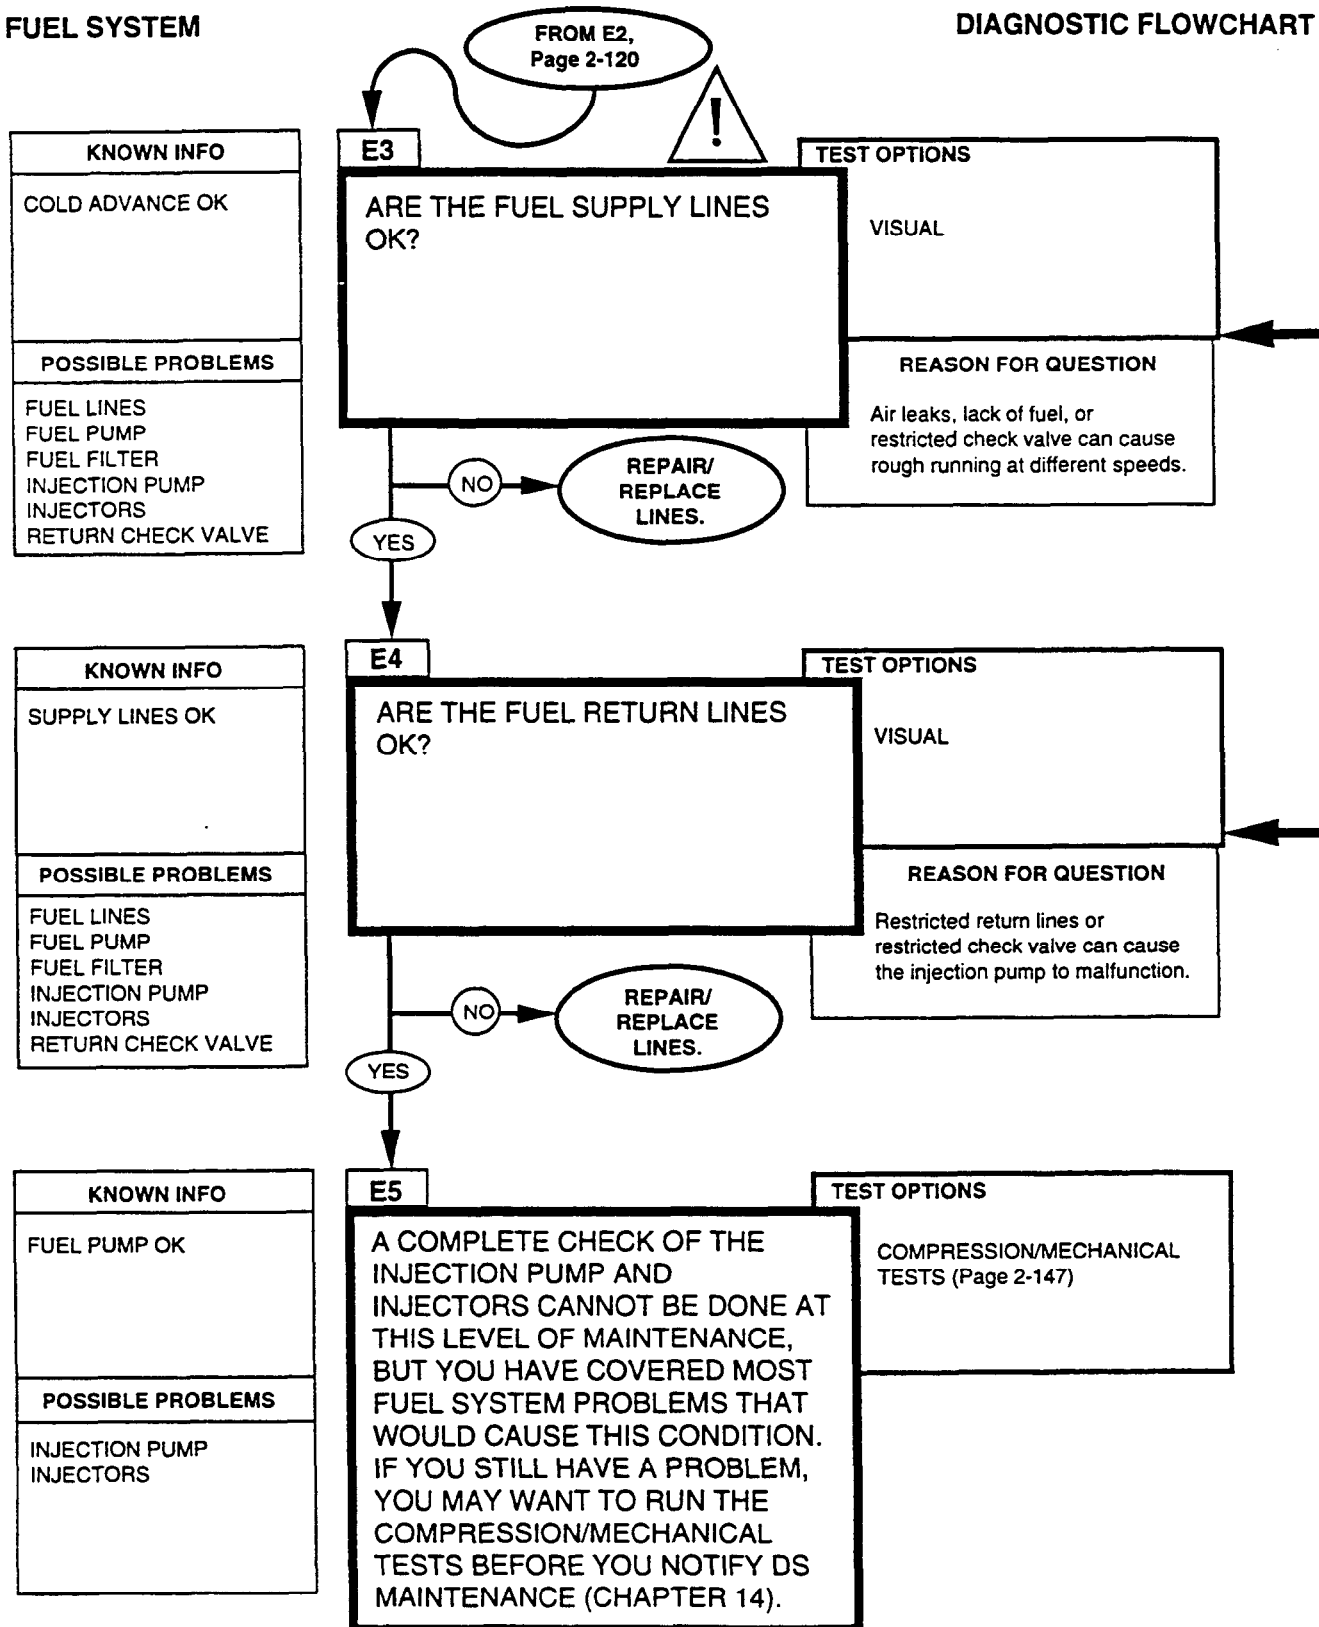 FUEL SYSTEM
DIAGNOSTIC FLOWCHART
FROM E2,
Page 2-120
!
KNOWN INFO
COLD ADVANCE OK
POSSIBLE PROBLEMS
FUEL LINES
FUEL PUMP
FUEL FILTER
INJECTION PUMP
INJECTORS
RETURN CHECK VALVE
E3
ARE THE FUEL SUPPLY LINES
OK?
TEST OPTIONS
VISUAL
REASON FOR QUESTION
Air leaks, lack of fuel, or
restricted check valve can cause
rough running at different speeds.
NO
REPAIR/
REPLACE
LINES.
YES
KNOWN INFO
SUPPLY LINES OK
POSSIBLE PROBLEMS
FUEL LINES
FUEL PUMP
FUEL FILTER
INJECTION PUMP
INJECTORS
RETURN CHECK VALVE
E4
ARE THE FUEL RETURN LINES
OK?
TEST OPTIONS
VISUAL
REASON FOR QUESTION
Restricted return lines or
restricted check valve can cause
the injection pump to malfunction.
NO
REPAIR/
REPLACE
LINES.
YES
KNOWN INFO
FUEL PUMP OK
POSSIBLE PROBLEMS
INJECTION PUMP
INJECTORS
E5
A COMPLETE CHECK OF THE
INJECTION PUMP AND
INJECTORS CANNOT BE DONE AT
THIS LEVEL OF MAINTENANCE,
BUT YOU HAVE COVERED MOST
FUEL SYSTEM PROBLEMS THAT
WOULD CAUSE THIS CONDITION.
IF YOU STILL HAVE A PROBLEM,
YOU MAY WANT TO RUN THE
COMPRESSION/MECHANICAL
TESTS BEFORE YOU NOTIFY DS
MAINTENANCE (CHAPTER 14).
TEST OPTIONS
COMPRESSION/MECHANICAL
TESTS (Page 2-147)